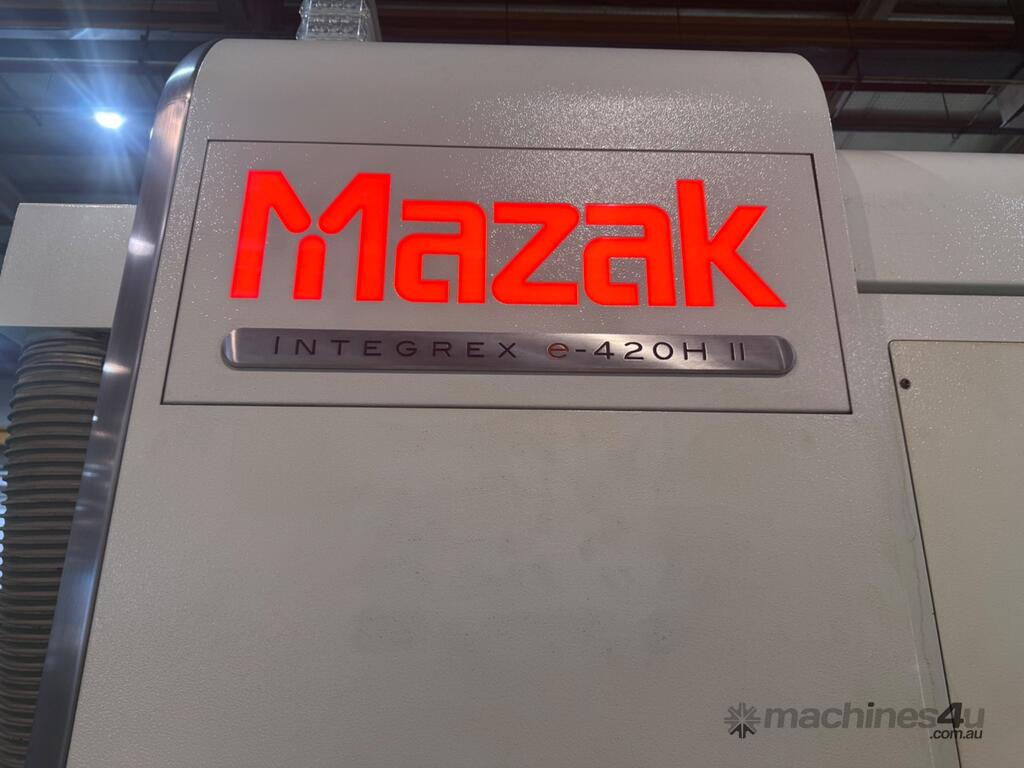 Mazak
INTEGREX e-420H II
machines4u
.com.au